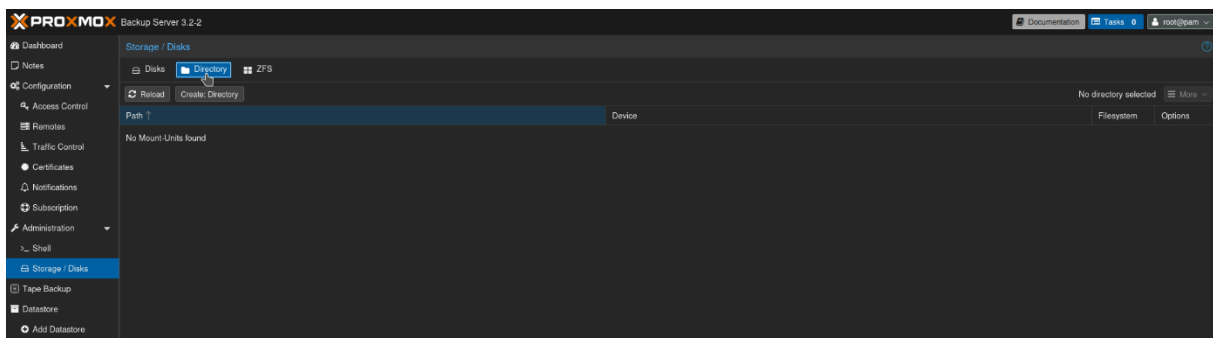 PROXMOX Backup Server 3.2-2
Documentation
Tasks 0
root@pam
Dashboard
Notes
Configuration
Access Control
Remotes
Traffic Control
Certificates
Notifications
Subscription
Administration
>_ Shell
Storage / Disks
Tape Backup
Datastore
Add Datastore
Storage / Disks
Disks
Directory
ZFS
Reload
Create: Directory
No directory selected
More
Path ↑
Device
Filesystem
Options
No Mount-Units found